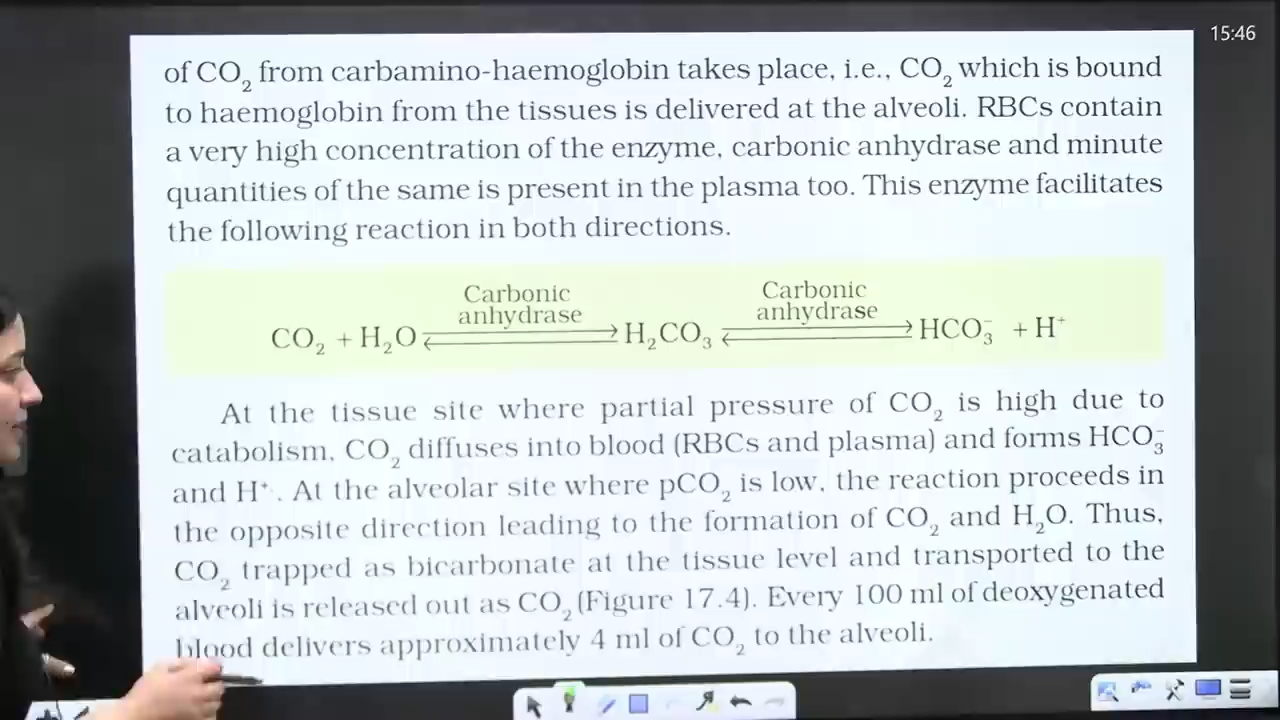 15:46
of CO₂ from carbamino-haemoglobin takes place, i.e., CO₂ which is bound
to haemoglobin from the tissues is delivered at the alveoli. RBCs contain
a very high concentration of the enzyme, carbonic anhydrase and minute
quantities of the same is present in the plasma too. This enzyme facilitates
the following reaction in both directions.
Carbonic anhydrase Carbonic anhydrase
CO₂ + H₂O ⇌ H₂CO₃ ⇌ HCO₃⁻ + H⁺
At the tissue site where partial pressure of CO₂ is high due to
catabolism, CO₂ diffuses into blood (RBCs and plasma) and forms HCO₃⁻
and H⁺. At the alveolar site where pCO₂ is low, the reaction proceeds in
the opposite direction leading to the formation of CO₂ and H₂O. Thus,
CO₂ trapped as bicarbonate at the tissue level and transported to the
alveoli is released out as CO₂ (Figure 17.4). Every 100 ml of deoxygenated
blood delivers approximately 4 ml of CO₂ to the alveoli.